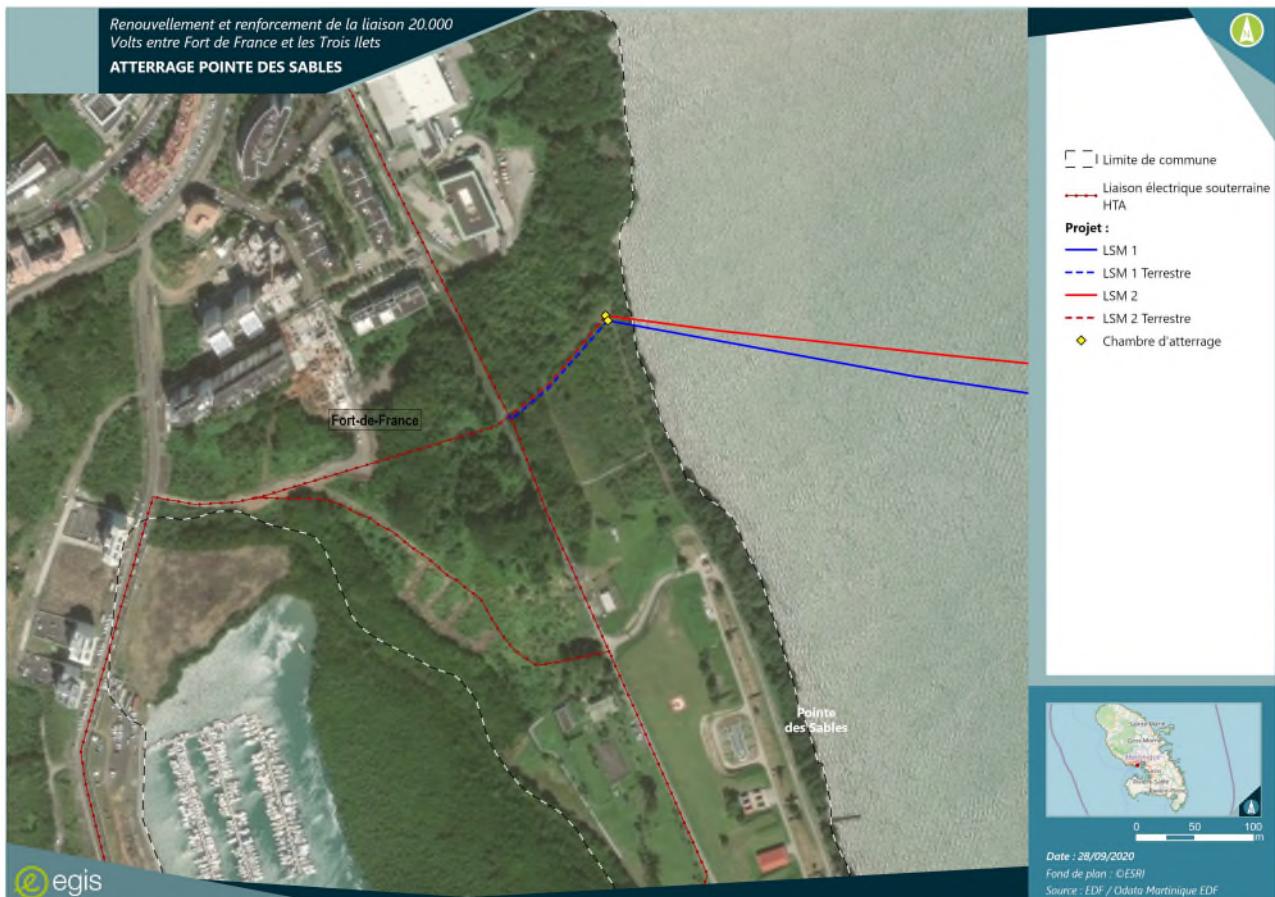 Renouvellement et renforcement de la liaison 20.000
Volts entre Fort de France et les Trois Ilets
ATTERRAGE POINTE DES SABLES
Limite de commune
Liaison électrique souterraine
HTA
Projet :
LSM 1
LSM 1 Terrestre
LSM 2
LSM 2 Terrestre
Chambre d'atterrage
Fort-de-France
Pointe
des Sables
Martinique
0 50 100
m
Date : 28/09/2020
Fond de plan : ©ESRI
Source : EDF / Odata Martinique EDF
egis